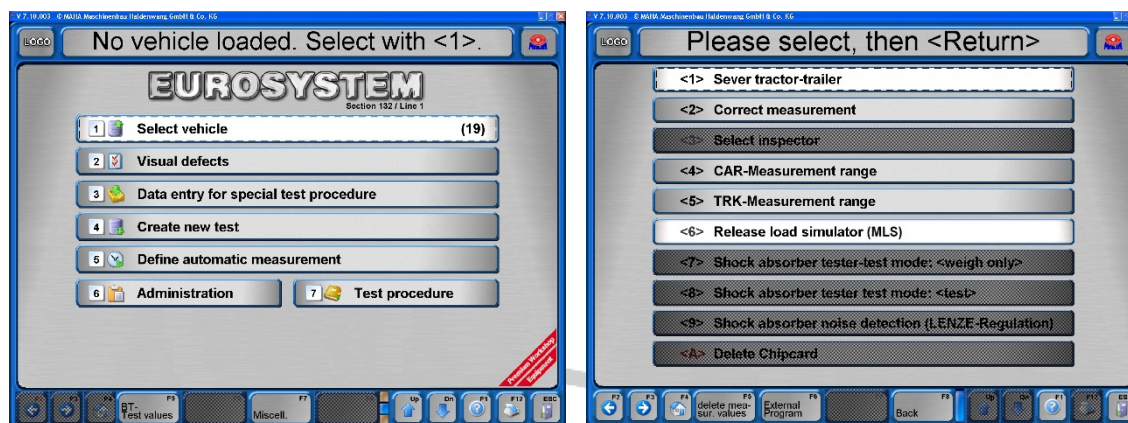 V 7.10.003 © MAHA Maschinenbau Haldenwang GmbH & Co. KG
LOGO
No vehicle loaded. Select with <1>.
EUROSYSTEM
Section 132 / Line 1
1 Select vehicle (19)
2 Visual defects
3 Data entry for special test procedure
4 Create new test
5 Define automatic measurement
6 Administration
7 Test procedure
Premium Workshop
Equipment
F3
F4
F5
BT-
Test values
F7
Miscell.
Up
Dn
F1
F12
ESC
V 7.10.003 © MAHA Maschinenbau Haldenwang GmbH & Co. KG
LOGO
Please select, then <Return>
<1> Sever tractor-trailer
<2> Correct measurement
<3> Select inspector
<4> CAR-Measurement range
<5> TRK-Measurement range
<6> Release load simulator (MLS)
<7> Shock absorber tester-test mode: <weigh only>
<8> Shock absorber tester test mode: <test>
<9> Shock absorber noise detection (LENZE-Regulation)
<A> Delete Chipcard
F2
F3
F4
F5
delete mea-
sur. values
F6
External
Program
F8
Back
Up
Dn
F1
F12